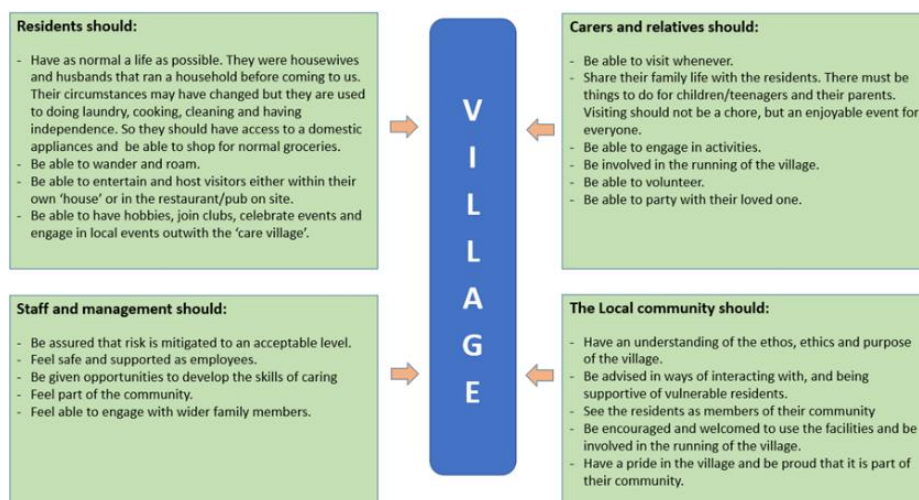 Residents should:
- Have as normal a life as possible. They were housewives
and husbands that ran a household before coming to us.
Their circumstances may have changed but they are used
to doing laundry, cooking, cleaning and having
independence. So they should have access to a domestic
appliances and be able to shop for normal groceries.
- Be able to wander and roam.
- Be able to entertain and host visitors either within their
own ‘house’ or in the restaurant/pub on site.
- Be able to have hobbies, join clubs, celebrate events and
engage in local events outwith the ‘care village’.
V
I
L
L
A
G
E
Carers and relatives should:
- Be able to visit whenever.
- Share their family life with the residents. There must be
things to do for children/teenagers and their parents.
Visiting should not be a chore, but an enjoyable event for
everyone.
- Be able to engage in activities.
- Be involved in the running of the village.
- Be able to volunteer.
- Be able to party with their loved one.
Staff and management should:
- Be assured that risk is mitigated to an acceptable level.
- Feel safe and supported as employees.
- Be given opportunities to develop the skills of caring
- Feel part of the community.
- Feel able to engage with wider family members.
The Local community should:
- Have an understanding of the ethos, ethics and purpose
of the village.
- Be advised in ways of interacting with, and being
supportive of vulnerable residents.
- See the residents as members of their community
- Be encouraged and welcomed to use the facilities and be
involved in the running of the village.
- Have a pride in the village and be proud that it is part of
their community.